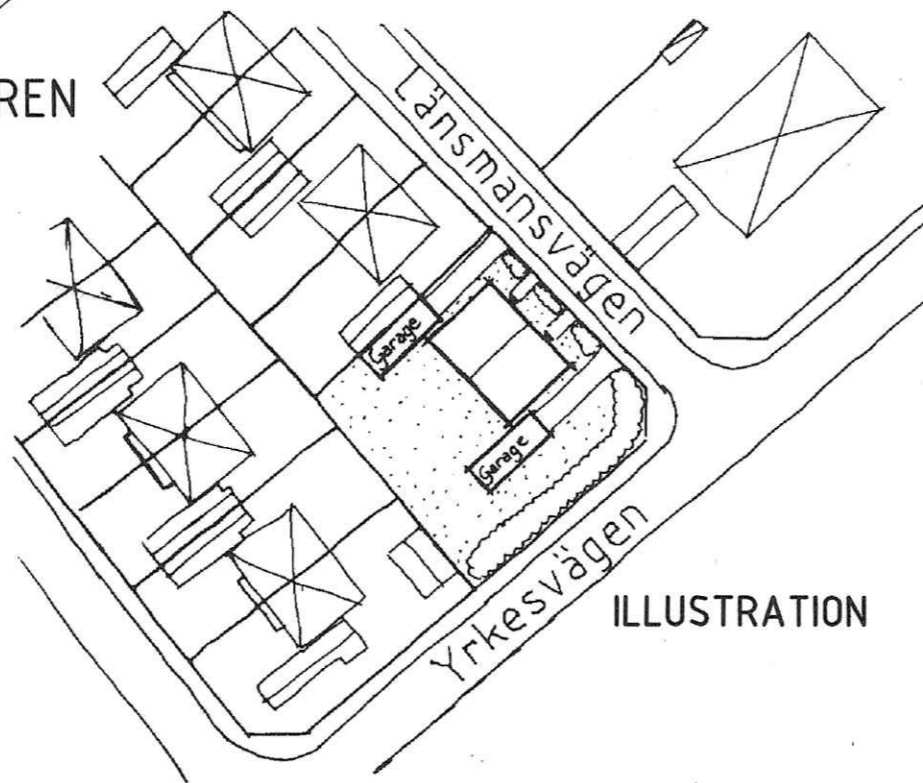 REN
Länsmansvägen
Garage
Garage
Yrkesvägen
ILLUSTRATION